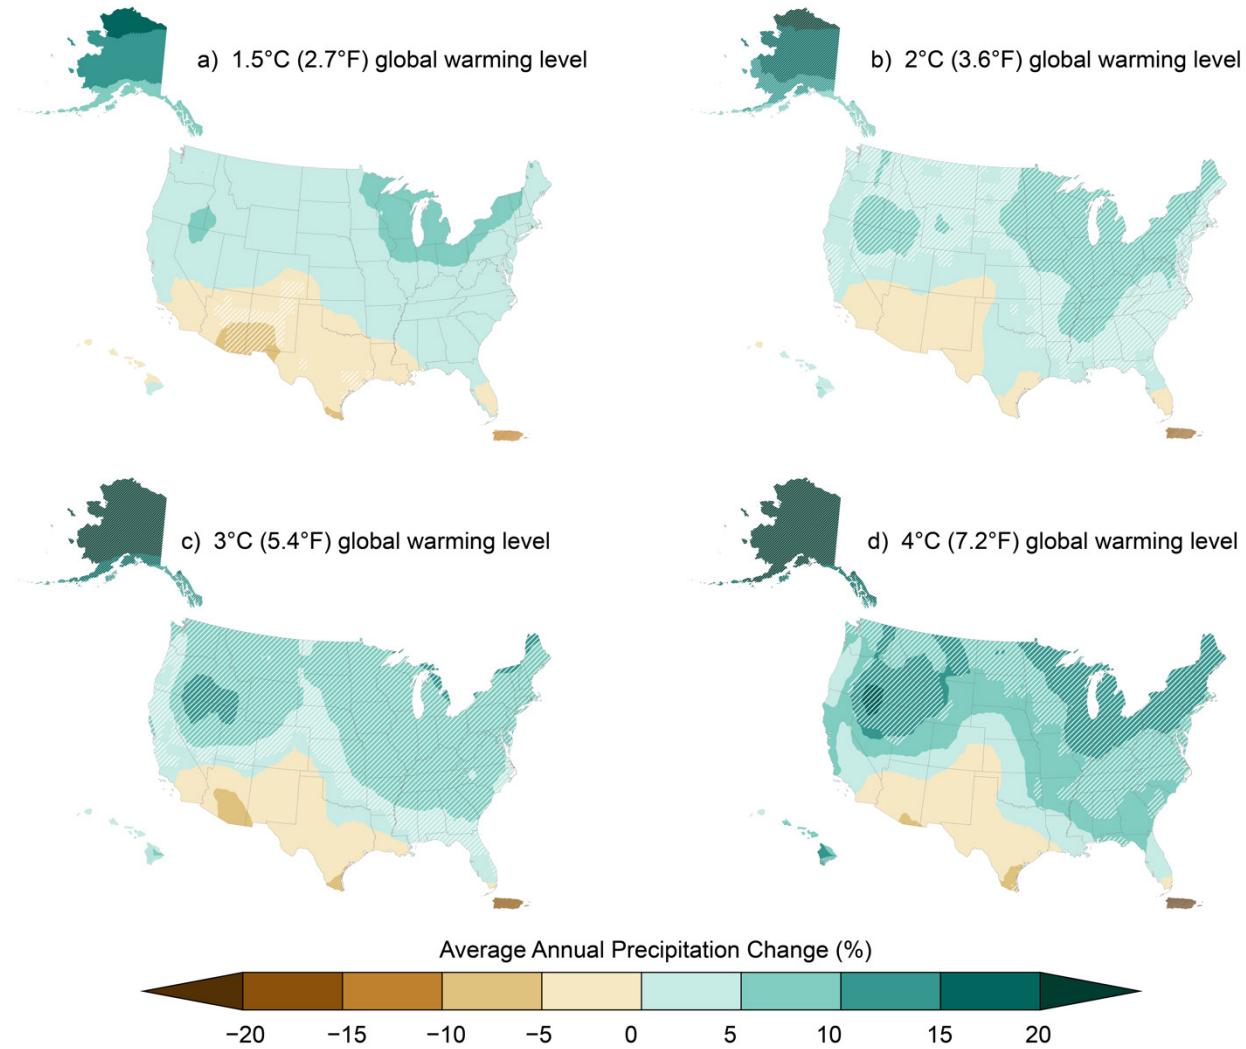 a) 1.5°C (2.7°F) global warming level
b) 2°C (3.6°F) global warming level
c) 3°C (5.4°F) global warming level
d) 4°C (7.2°F) global warming level
Average Annual Precipitation Change (%)
−20 −15 −10 −5 0 5 10 15 20